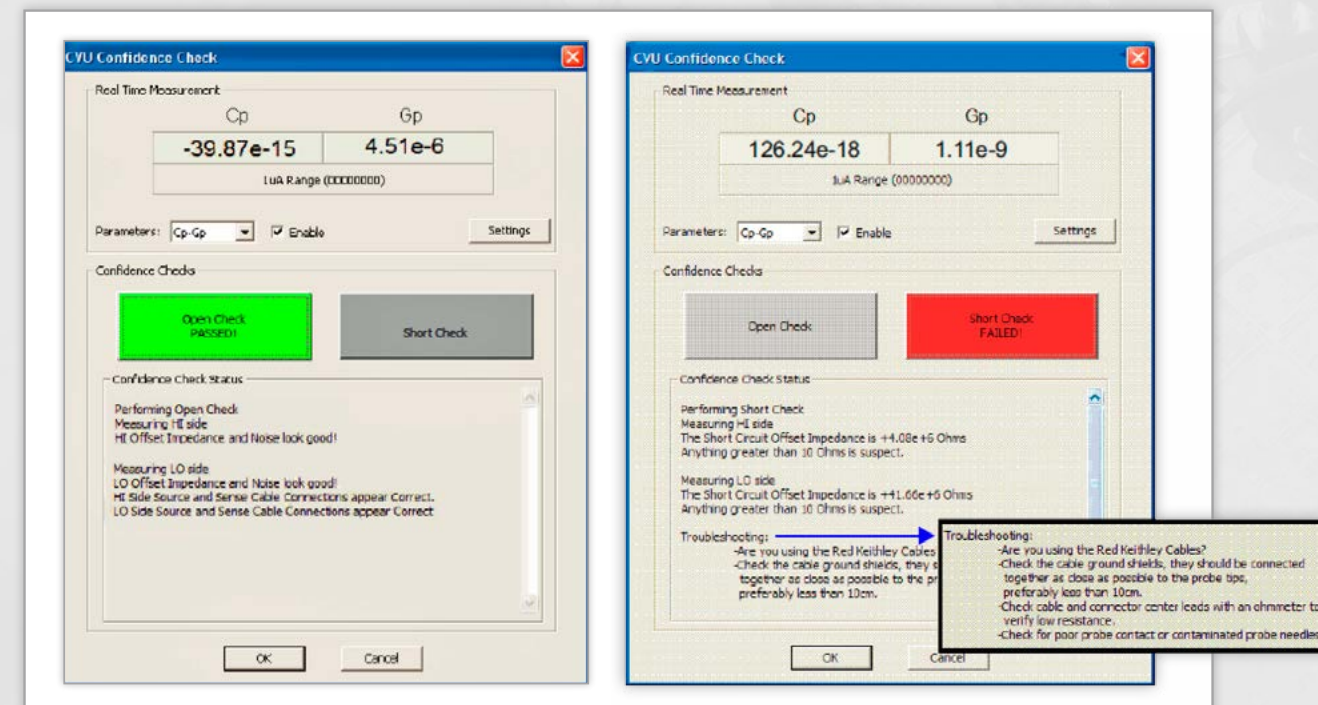 CVU Confidence Check
Real Time Measurement
Cp Gp
-39.87e-15 4.51e-6
1uA Range (00000000)
Parameters: Cp-Gp Enable Settings
Confidence Checks
Open Check
PASSED!
Short Check
Confidence Check Status
Performing Open Check
Measuring HI side
HI Offset Impedance and Noise look good!
Measuring LO side
LO Offset Impedance and Noise look good!
HI Side Source and Sense Cable Connections appear Correct.
LO Side Source and Sense Cable Connections appear Correct
OK Cancel
CVU Confidence Check
Real Time Measurement
Cp Gp
126.24e-18 1.11e-9
1uA Range (00000000)
Parameters: Cp-Gp Enable Settings
Confidence Checks
Open Check
Short Check
FAILED!
Confidence Check Status
Performing Short Check
Measuring HI side
The Short Circuit Offset Impedance is +4.08e+6 Ohms
Anything greater than 10 Ohms is suspect.
Measuring LO side
The Short Circuit Offset Impedance is +41.66e+6 Ohms
Anything greater than 10 Ohms is suspect.
Troubleshooting:
-Are you using the Red Keithley Cables
-Check the cable ground shields, they s
together as close as possible to the pr
preferably less than 10cm.
OK Cancel
Troubleshooting:
-Are you using the Red Keithley Cables?
-Check the cable ground shields, they should be connected
together as close as possible to the probe tips,
preferably less than 10cm.
-Check cable and connector center leads with an ohmmeter to
verify low resistance.
-Check for poor probe contact or contaminated probe needles